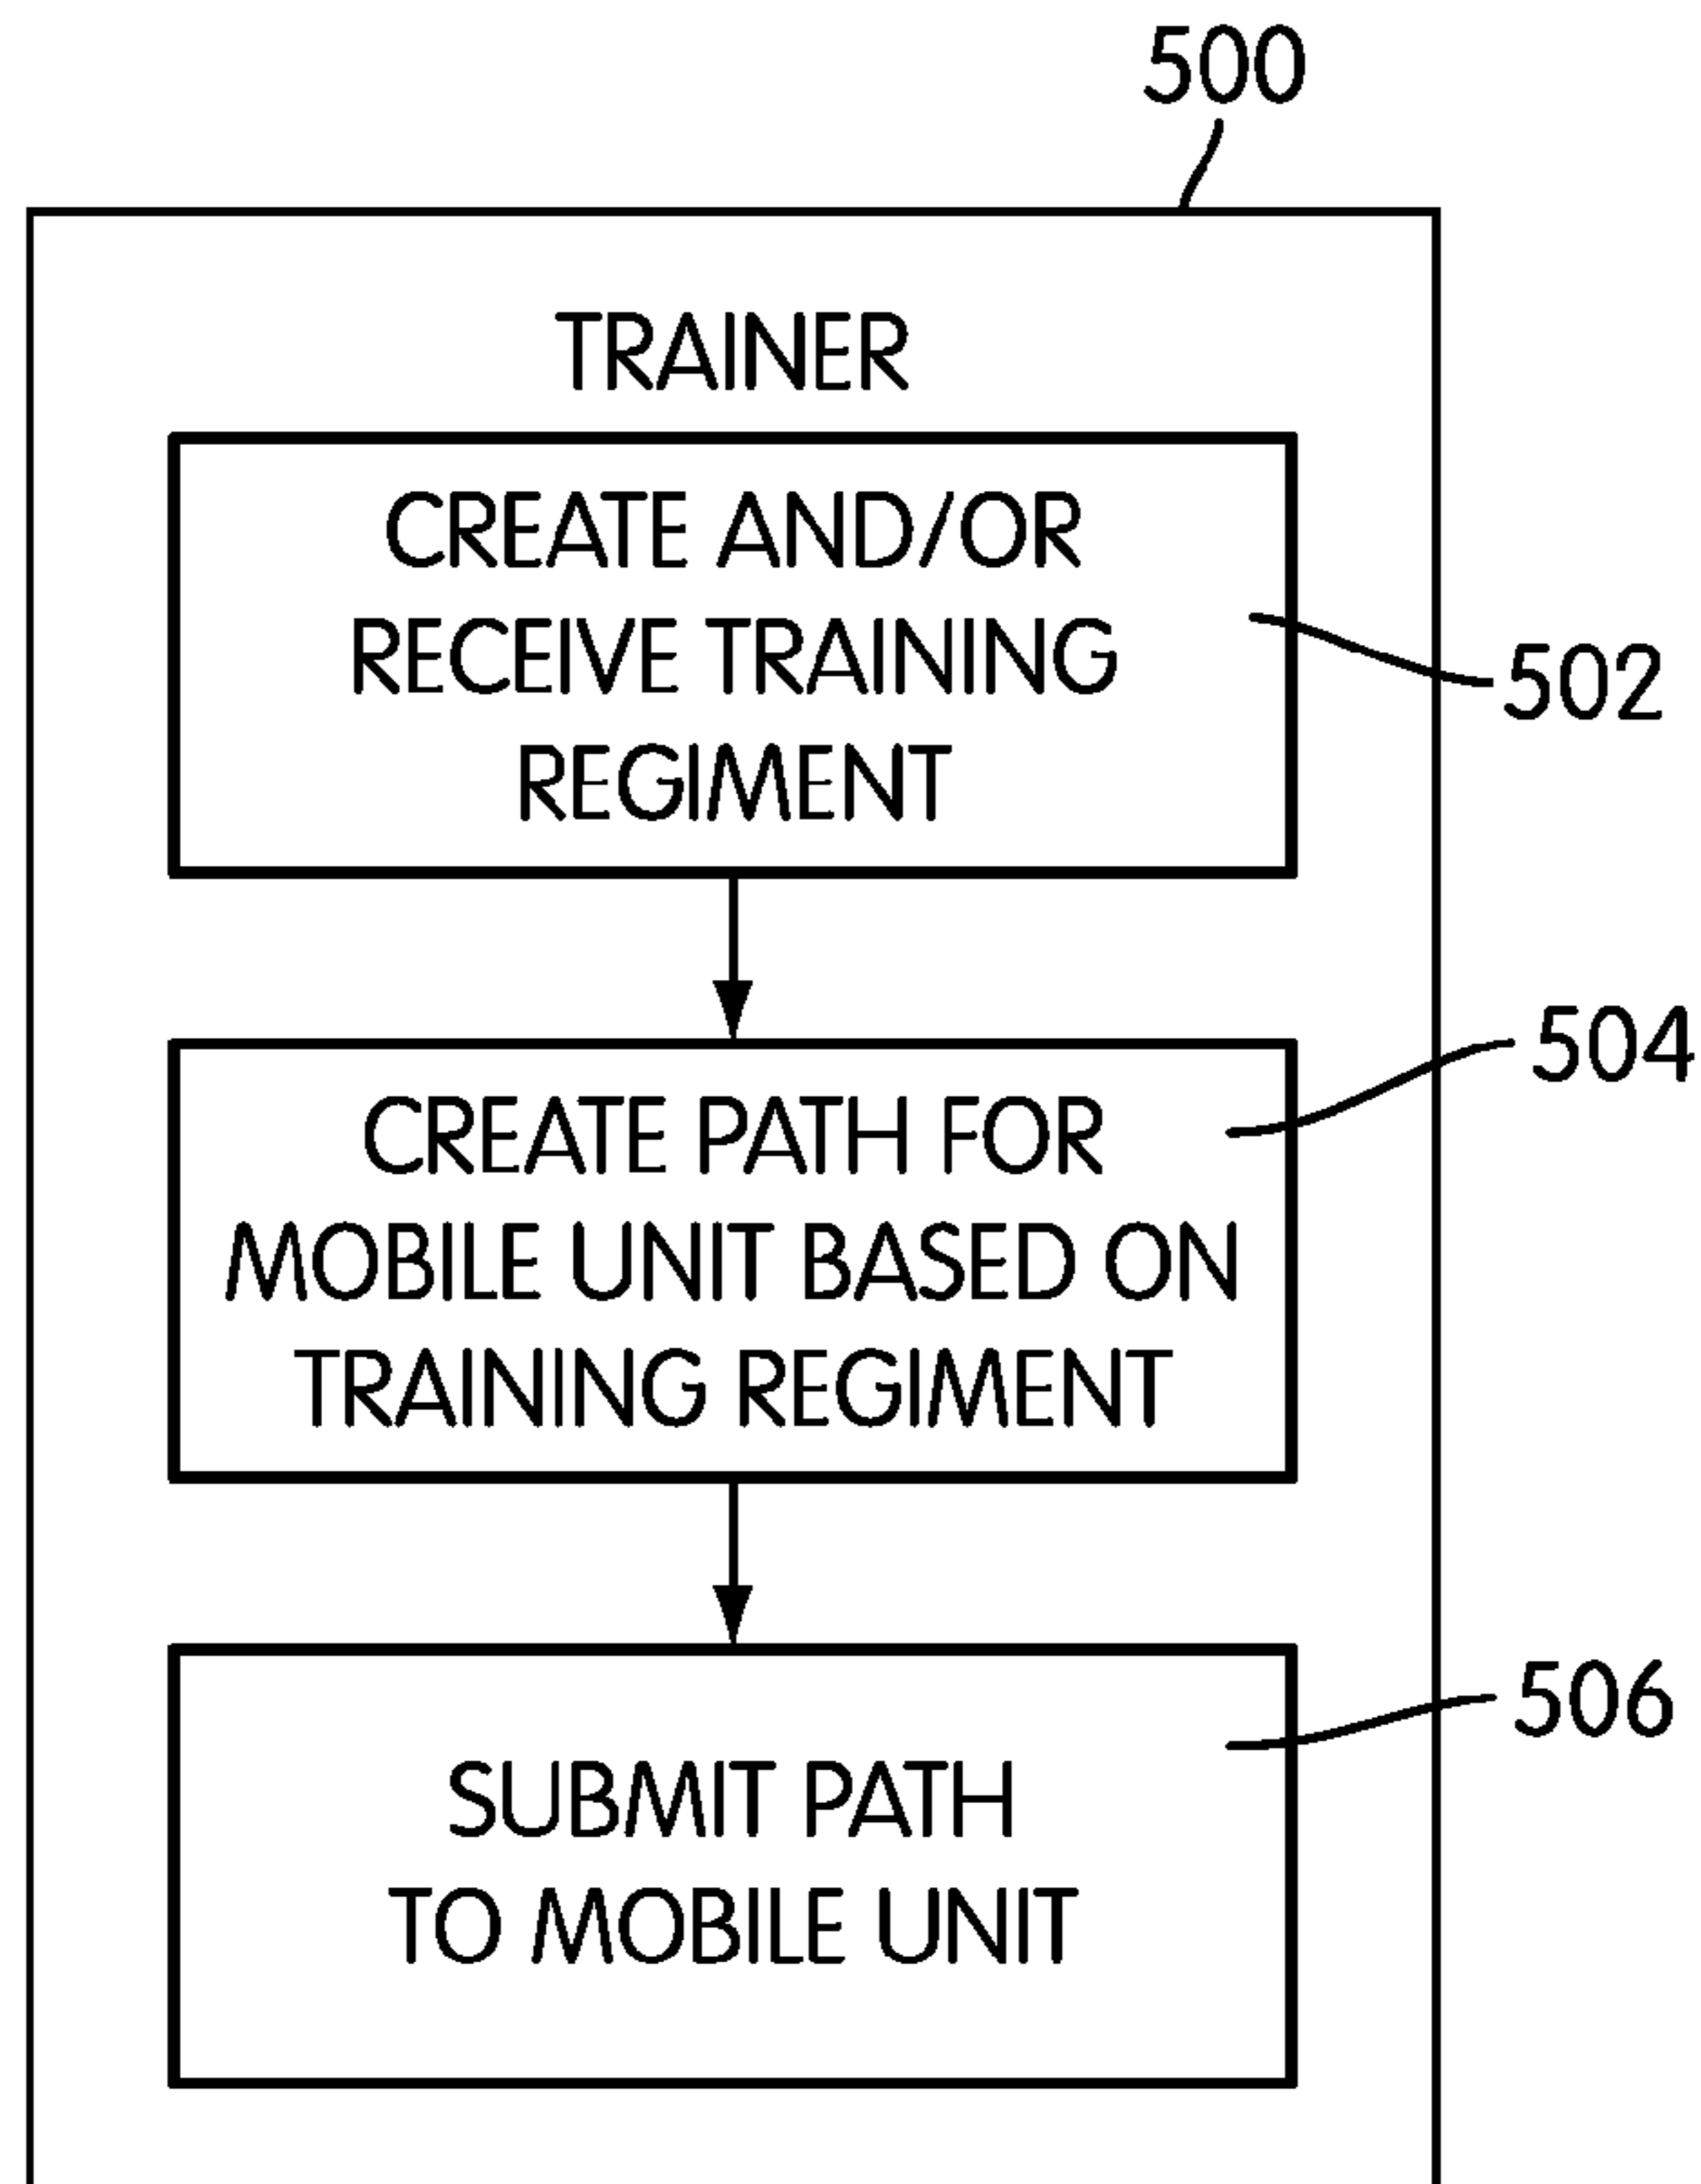 500
TRAINER
CREATE AND/OR
RECEIVE TRAINING
REGIMENT
502
CREATE PATH FOR
MOBILE UNIT BASED ON
TRAINING REGIMENT
504
SUBMIT PATH
TO MOBILE UNIT
506